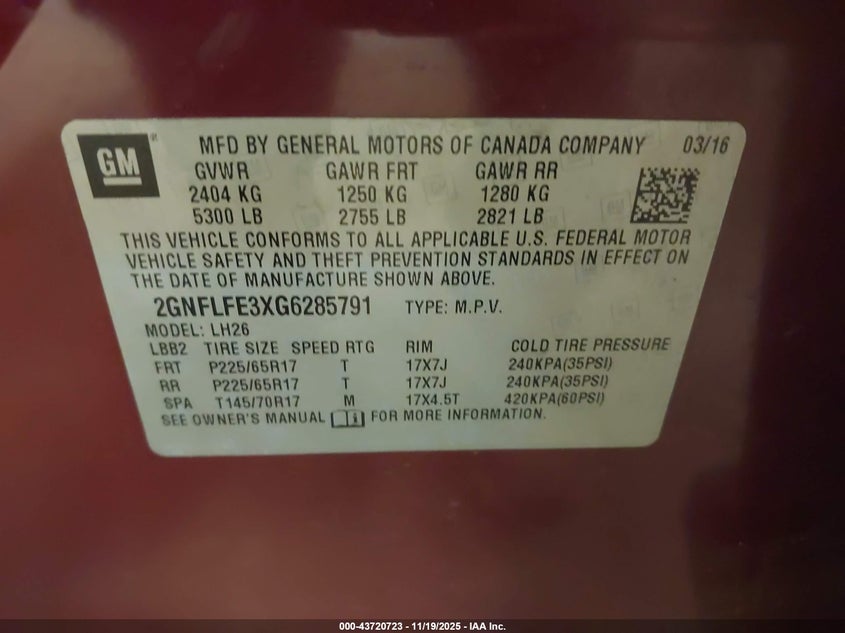 GM ® MFD BY GENERAL MOTORS OF CANADA COMPANY 03/16
GVWR GAWR FRT GAWR RR
2404 KG 1250 KG 1280 KG
5300 LB 2755 LB 2821 LB
THIS VEHICLE CONFORMS TO ALL APPLICABLE U.S. FEDERAL MOTOR
VEHICLE SAFETY AND THEFT PREVENTION STANDARDS IN EFFECT ON
THE DATE OF MANUFACTURE SHOWN ABOVE.
2GNFLFE3XG6285791 TYPE: M.P.V.
MODEL: LH26
LBB2 TIRE SIZE SPEED RTG RIM COLD TIRE PRESSURE
FRT P225/65R17 T 17X7J 240KPA(35PSI)
RR P225/65R17 T 17X7J 240KPA(35PSI)
SPA T145/70R17 M 17X4.5T 420KPA(60PSI)
SEE OWNER'S MANUAL FOR MORE INFORMATION.
000-43720723 - 11/19/2025 - IAA Inc.